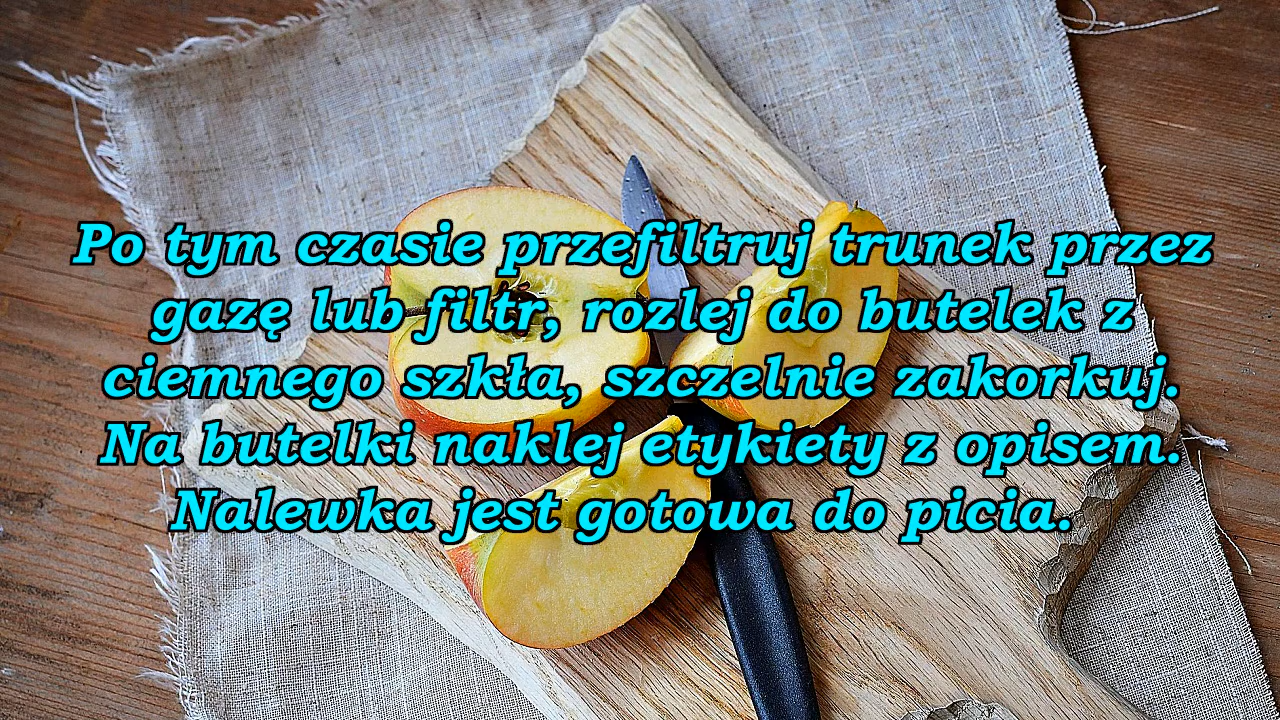 Po tym czasie przefiltruj trunek przez
gazę lub filtr, rozlej do butelek z
ciemnego szkła, szczelnie zakorkuj.
Na butelki naklej etykiety z opisem.
Nalewka jest gotowa do picia.